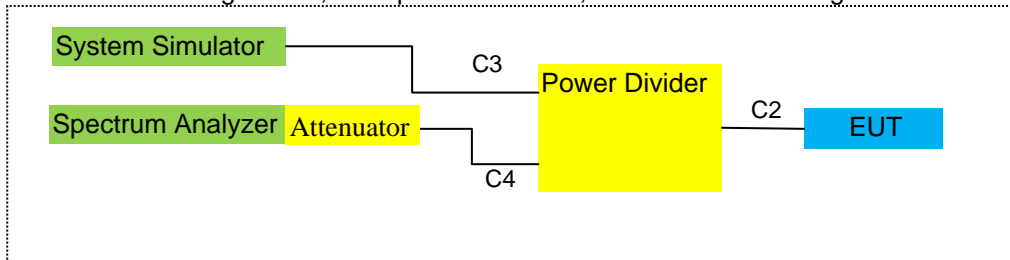 System Simulator
C3
Power Divider
Spectrum Analyzer
Attenuator
C2
EUT
C4